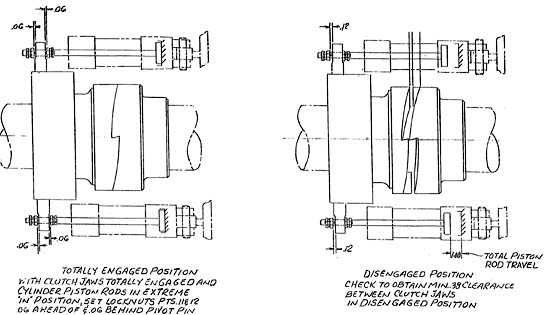 .06
.06
.12
.06
.06
.12
TOTAL PISTON
ROD TRAVEL
TOTALLY ENGAGED POSITION
WITH CLUTCH JAWS TOTALLY ENGAGED AND
CYLINDER PISTON RODS IN EXTREME
"IN" POSITION, SET LOCKNUTS PTS. 11 & 12
.06 AHEAD OF & .06 BEHIND PIVOT PIN
DISENGAGED POSITION
CHECK TO OBTAIN MIN. .38 CLEARANCE
BETWEEN CLUTCH JAWS
IN DISENGAGED POSITION